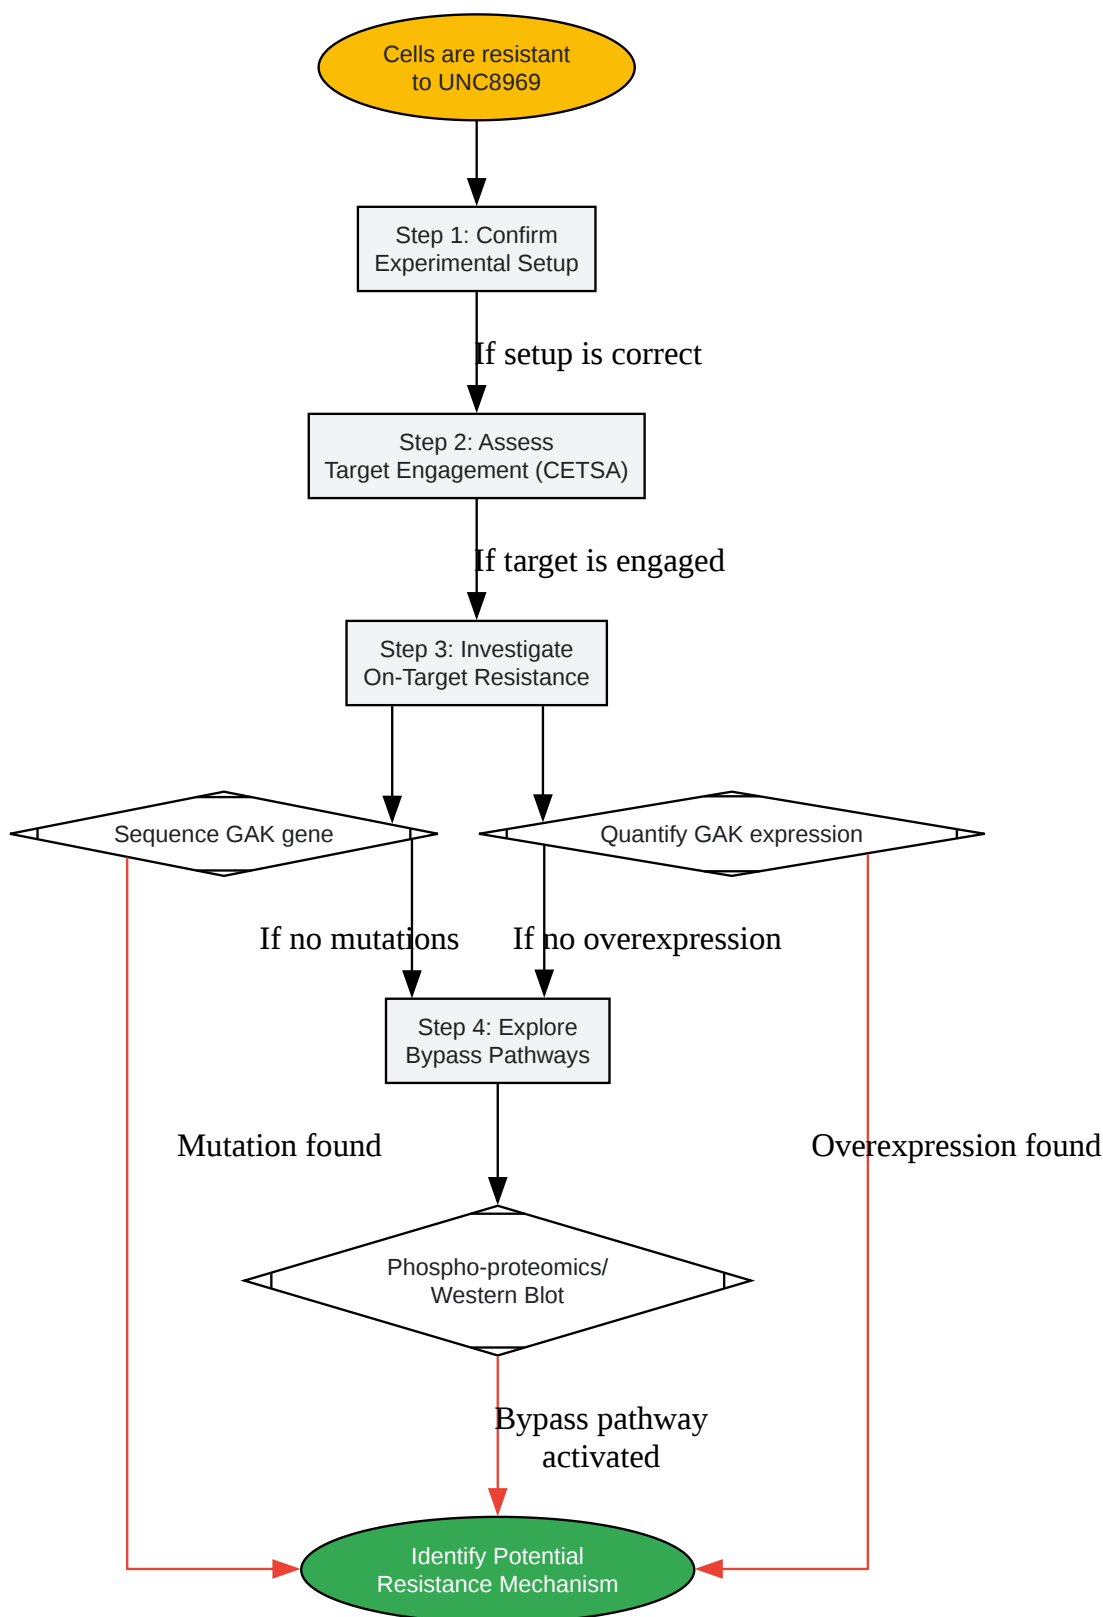 Cells are resistant
to UNC8969
Step 1: Confirm
Experimental Setup
If setup is correct
Step 2: Assess
Target Engagement (CETSA)
If target is engaged
Step 3: Investigate
On-Target Resistance
Sequence GAK gene
Quantify GAK expression
If no mutations
If no overexpression
Step 4: Explore
Bypass Pathways
Mutation found
Overexpression found
Phospho-proteomics/
Western Blot
Bypass pathway
activated
Identify Potential
Resistance Mechanism